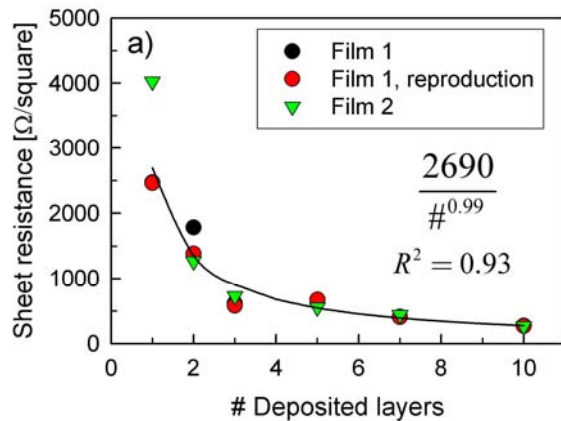 a)
Film 1
Film 1, reproduction
Film 2
2690
#^0.99
R² = 0.93
Sheet resistance [Ω/square]
5000
4000
3000
2000
1000
0
0 2 4 6 8 10
# Deposited layers